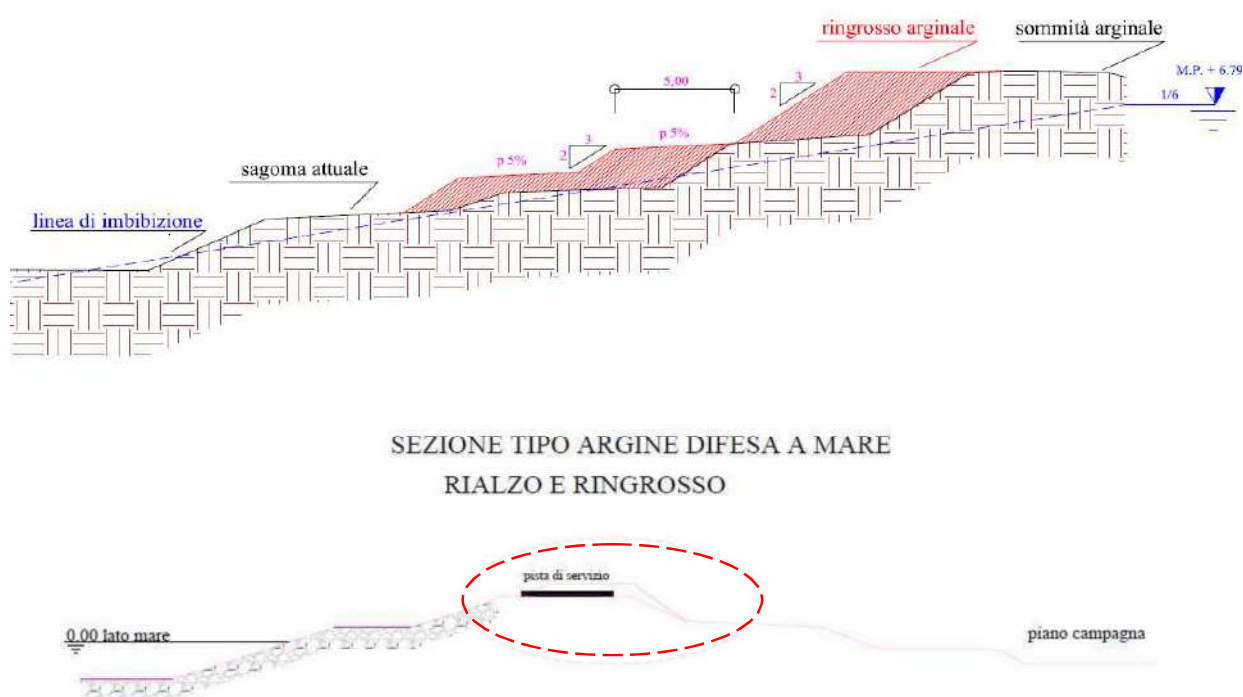 ringrosso arginale
sommità arginale
M.P. + 6.79
1/6
5,00
3
2
p 5%
3
2
p 5%
sagoma attuale
linea di imbibizione
SEZIONE TIPO ARGINE DIFESA A MARE
RIALZO E RINGROSSO
pista di servizio
0.00 lato mare
piano campagna